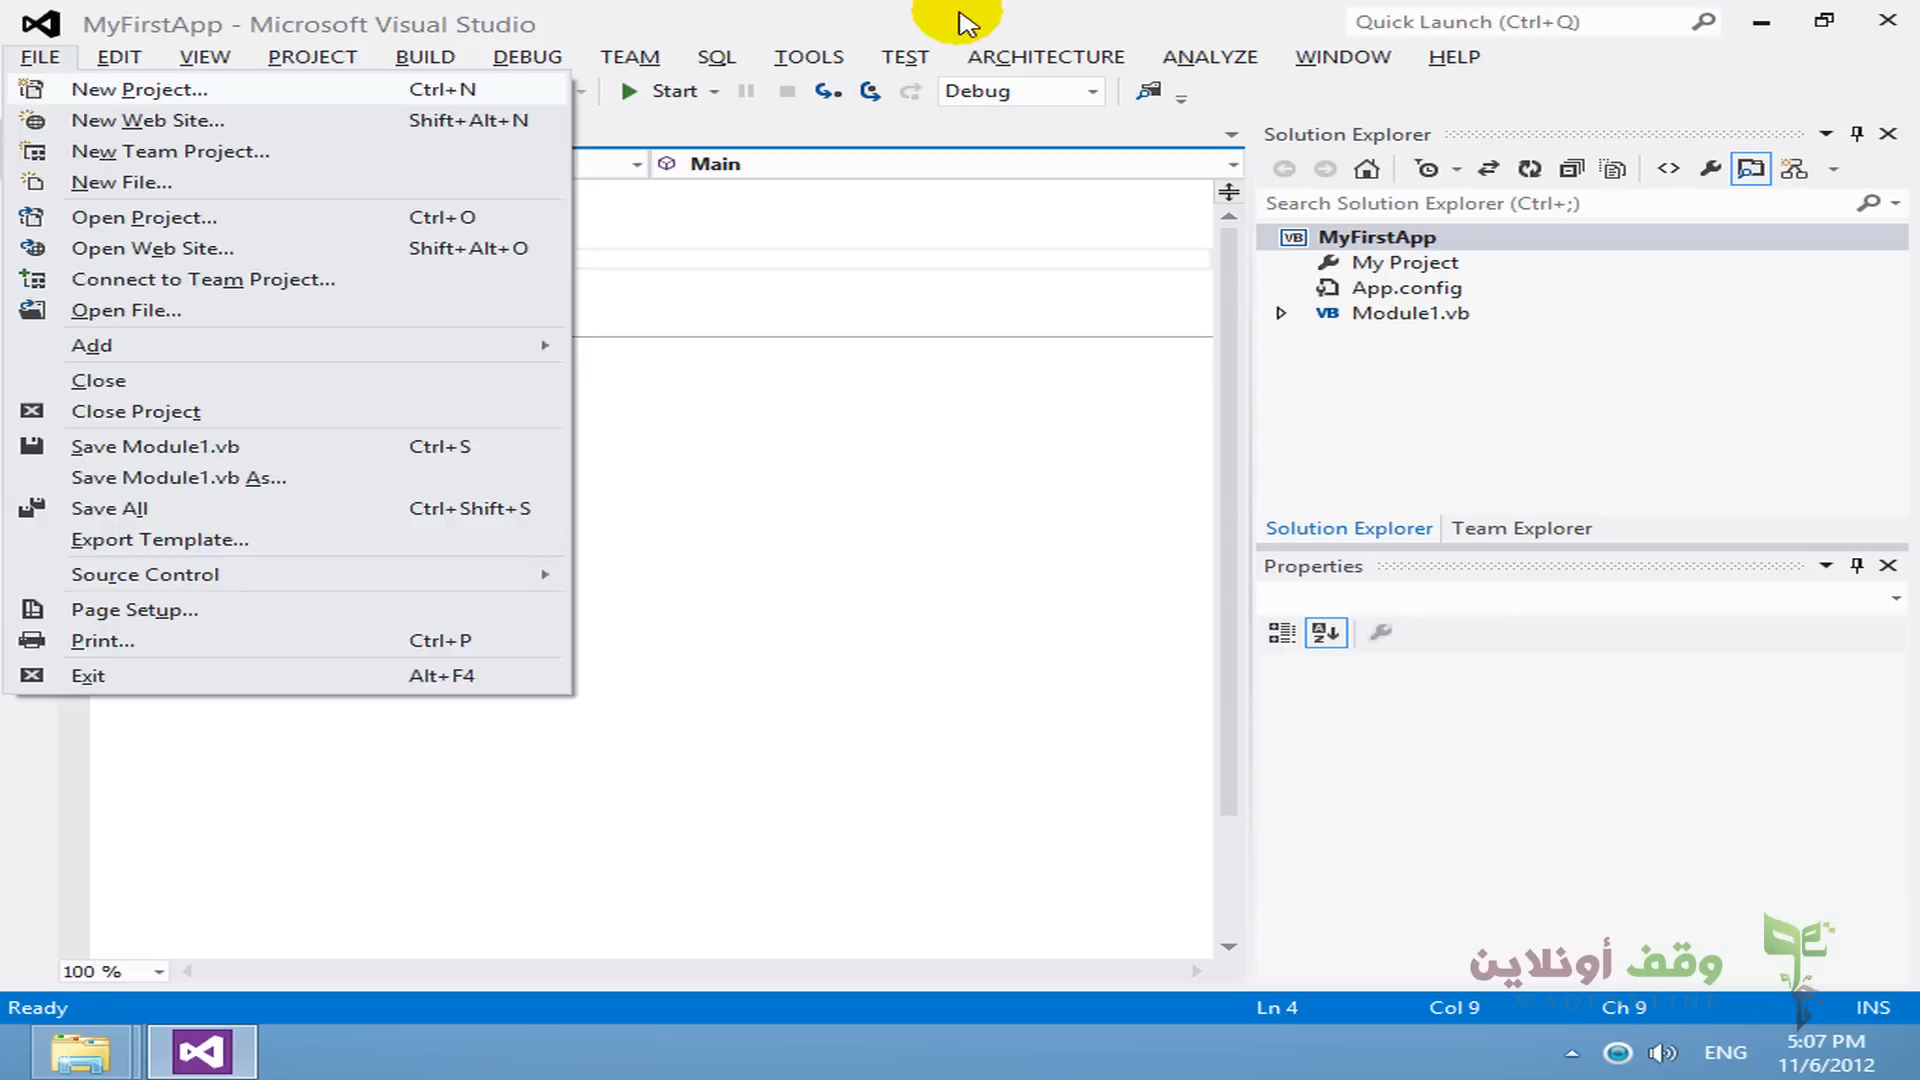 MyFirstApp - Microsoft Visual Studio
Quick Launch (Ctrl+Q)
FILE EDIT VIEW PROJECT BUILD DEBUG TEAM SQL TOOLS TEST ARCHITECTURE ANALYZE WINDOW HELP
New Project... Ctrl+N
Start
Debug
New Web Site... Shift+Alt+N
New Team Project...
New File...
Open Project... Ctrl+O
Open Web Site... Shift+Alt+O
Connect to Team Project...
Open File...
Add
Close
Close Project
Save Module1.vb Ctrl+S
Save Module1.vb As...
Save All Ctrl+Shift+S
Export Template...
Source Control
Page Setup...
Print... Ctrl+P
Exit Alt+F4
Main
Solution Explorer
Search Solution Explorer (Ctrl+;)
VB MyFirstApp
My Project
App.config
VB Module1.vb
Solution Explorer Team Explorer
Properties
وقف أونلاين
WAQF ONLINE
100 %
Ready Ln 4 Col 9 Ch 9 INS
ENG
5:07 PM
11/6/2012